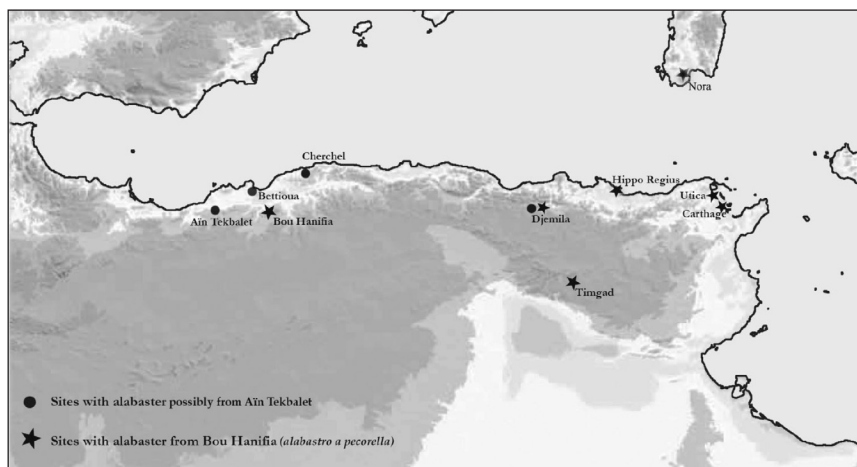 Nora
Cherchel
Hippo Regius
Bettioua
Utica
Aïn Tekbalet
Bou Hanifia
Djemila
Carthage
Timgad
Sites with alabaster possibly from Aïn Tekbalet
Sites with alabaster from Bou Hanifia (alabastro a pecorella)